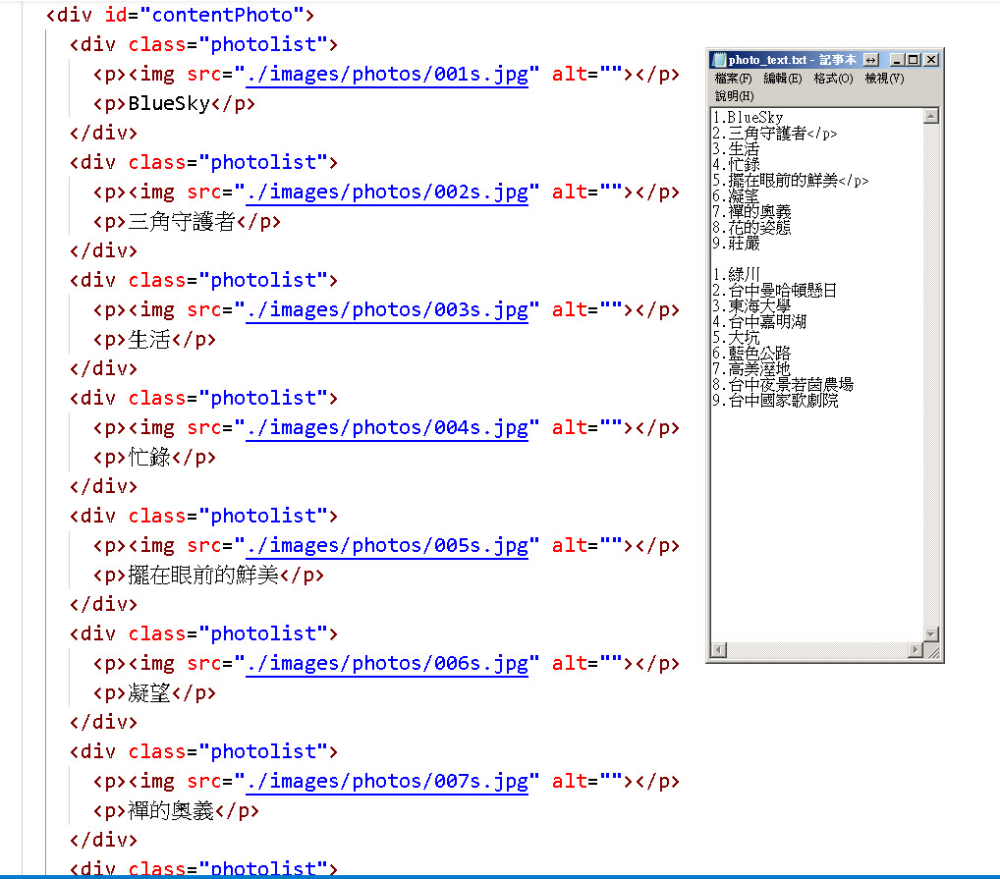 <div id="contentPhoto">
<div class="photolist">
<p><img src="./images/photos/001s.jpg" alt=""></p>
<p>BlueSky</p>
</div>
<div class="photolist">
<p><img src="./images/photos/002s.jpg" alt=""></p>
<p>三角守護者</p>
</div>
<div class="photolist">
<p><img src="./images/photos/003s.jpg" alt=""></p>
<p>生活</p>
</div>
<div class="photolist">
<p><img src="./images/photos/004s.jpg" alt=""></p>
<p>忙錄</p>
</div>
<div class="photolist">
<p><img src="./images/photos/005s.jpg" alt=""></p>
<p>擺在眼前的鮮美</p>
</div>
<div class="photolist">
<p><img src="./images/photos/006s.jpg" alt=""></p>
<p>凝望</p>
</div>
<div class="photolist">
<p><img src="./images/photos/007s.jpg" alt=""></p>
<p>禪的奧義</p>
</div>
<div class="photolist">
photo_text.txt - 記事本
檔案(F) 編輯(E) 格式(O) 檢視(V)
說明(H)
1.BlueSky
2.三角守護者</p>
3.生活
4.忙錄
5.擺在眼前的鮮美</p>
6.凝望
7.禪的奧義
8.花的姿態
9.莊嚴
1.綠川
2.台中曼哈頓懸日
3.東海大學
4.台中嘉明湖
5.大坑
6.藍色公路
7.高美溼地
8.台中夜景若茵農場
9.台中國家歌劇院